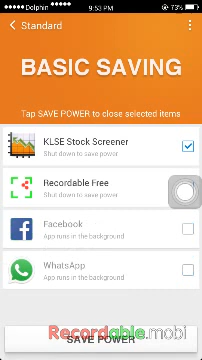 Dolphin 9:53 PM 73%
Standard
BASIC SAVING
Tap SAVE POWER to close selected items
KLSE Stock Screener
Shut down to save power
Recordable Free
Shut down to save power
Facebook
App runs in the background
WhatsApp
App runs in the background
SAVE POWER
Recordable.mobi